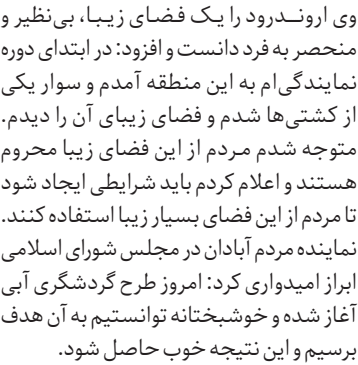 وی اروندرود را یک فضای زیبا، بی‌نظیر و
منحصر به فرد دانست و افزود: در ابتدای دوره
نمایندگی‌ام به این منطقه آمدم و سوار یکی
از کشتی‌ها شدم و فضای زیبای آن را دیدم.
متوجه شدم مردم از این فضای زیبا محروم
هستند و اعلام کردم باید شرایطی ایجاد شود
تا مردم از این فضای بسیار زیبا استفاده کنند.
نماینده مردم آبادان در مجلس شورای اسلامی
ابراز امیدواری کرد: امروز طرح گردشگری آبی
آغاز شده و خوشبختانه توانستیم به آن هدف
برسیم و این نتیجه خوب حاصل شود.